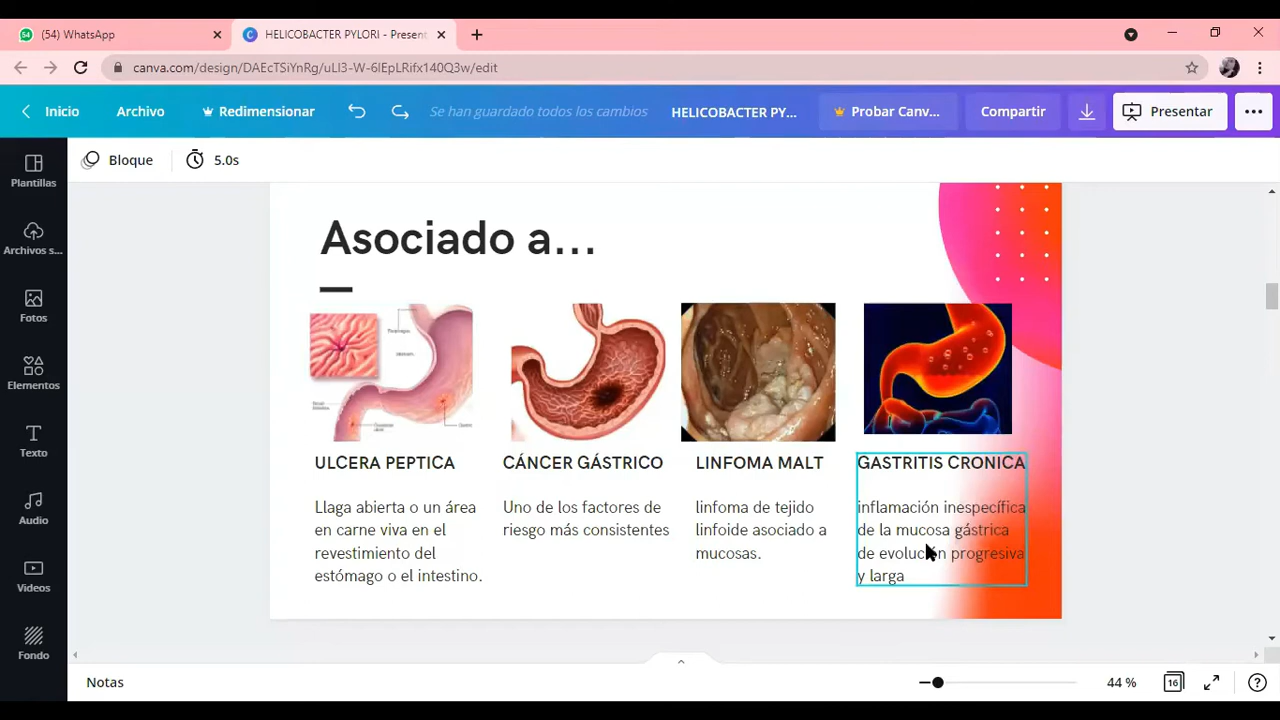 (54) WhatsApp
HELICOBACTER PYLORI - Present
canva.com/design/DAEcTSiYnRg/uLI3-W-6lEpLRifx140Q3w/edit
Inicio
Archivo
Redimensionar
Se han guardado todos los cambios
HELICOBACTER PY...
Probar Canv...
Compartir
Presentar
Bloque
5.0s
Plantillas
Archivos s...
Fotos
Elementos
Texto
Audio
Videos
Fondo
Asociado a...
ULCERA PEPTICA
Llaga abierta o un área
en carne viva en el
revestimiento del
estómago o el intestino.
CÁNCER GÁSTRICO
Uno de los factores de
riesgo más consistentes
LINFOMA MALT
linfoma de tejido
linfoide asociado a
mucosas.
GASTRITIS CRONICA
inflamación inespecífica
de la mucosa gástrica
de evolución progresiva
y larga
Notas
44 %
16